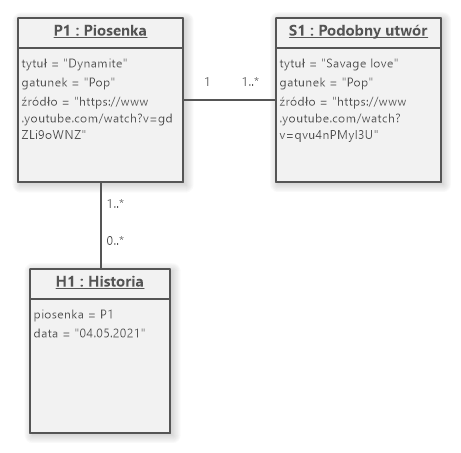 P1 : Piosenka
tytuł = "Dynamite"
gatunek = "Pop"
źródło = "https://www
.youtube.com/watch?v=gd
ZLi9oWNZ"
1
1..*
S1 : Podobny utwór
tytuł = "Savage love"
gatunek = "Pop"
źródło = "https://www
.youtube.com/watch?
v=qvu4nPMyl3U"
1..*
0..*
H1 : Historia
piosenka = P1
data = "04.05.2021"